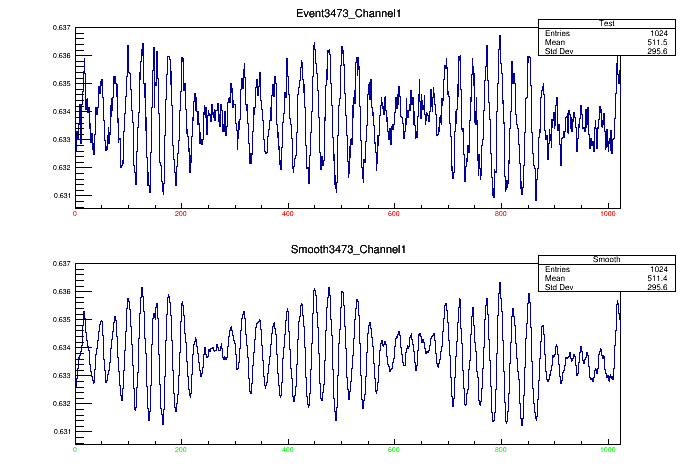 Event3473_Channel1
Test
Entries 1024
Mean 511.5
Std Dev 295.6
0.637
0.636
0.635
0.634
0.633
0.632
0.631
0 200 400 600 800 1000
Smooth3473_Channel1
Smooth
Entries 1024
Mean 511.4
Std Dev 295.6
0.637
0.636
0.635
0.634
0.633
0.632
0.631
0 200 400 600 800 1000